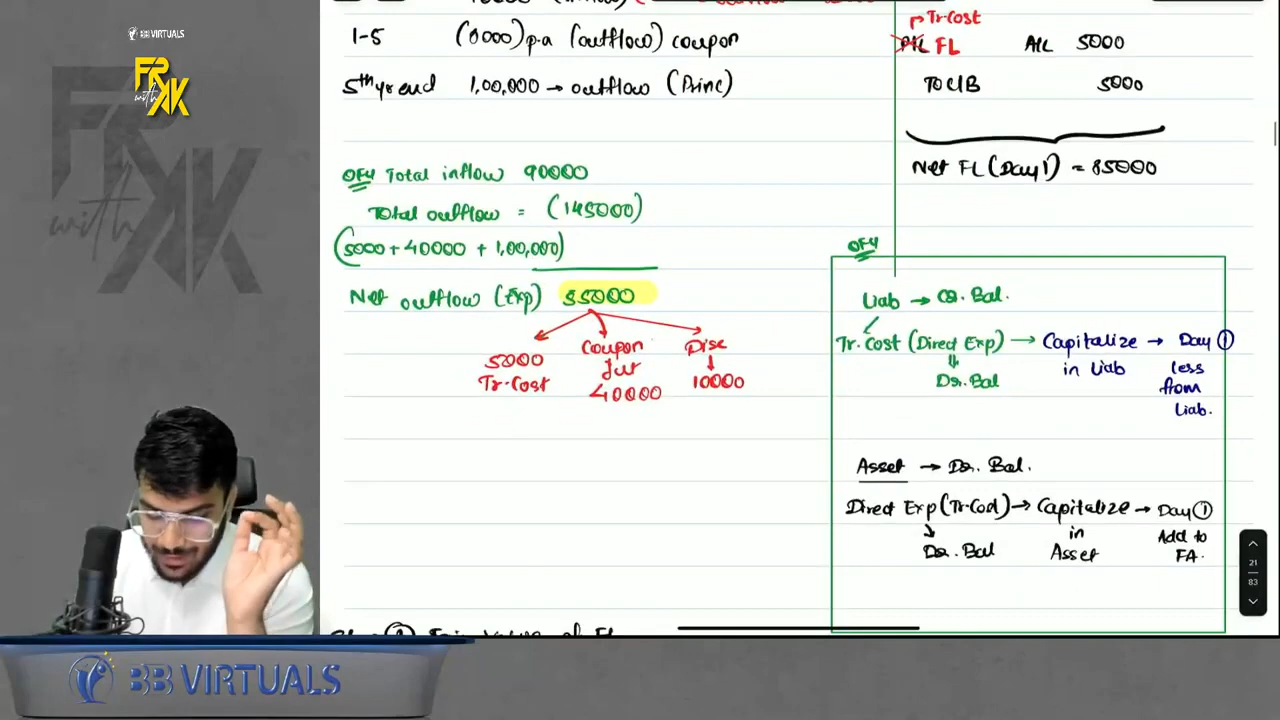 BB VIRTUALS
FR
with AK
1-5 (8000) p.a (outflow) coupon
5th yr end 1,00,000 → outflow (Princ)
OF4 Total inflow 90000
Total outflow = (145000)
(5000 + 40000 + 1,00,000)
Net outflow (Exp) 55000
5000
Tr. Cost
Coupon
Int
40000
Disc
10000
Tr. Cost
P/L FL A/c 5000
To C/B 5000
Net FL (Day 1) = 85000
OF4
Liab → Cr. Bal.
Tr. Cost (Direct Exp) → Capitalize → Day ①
in Liab less
Dr. Bal from
Liab.
Asset → Dr. Bal.
Direct Exp (Tr. Cost) → Capitalize → Day ①
in Add to
Dr. Bal Asset FA.
21
83
BB VIRTUALS